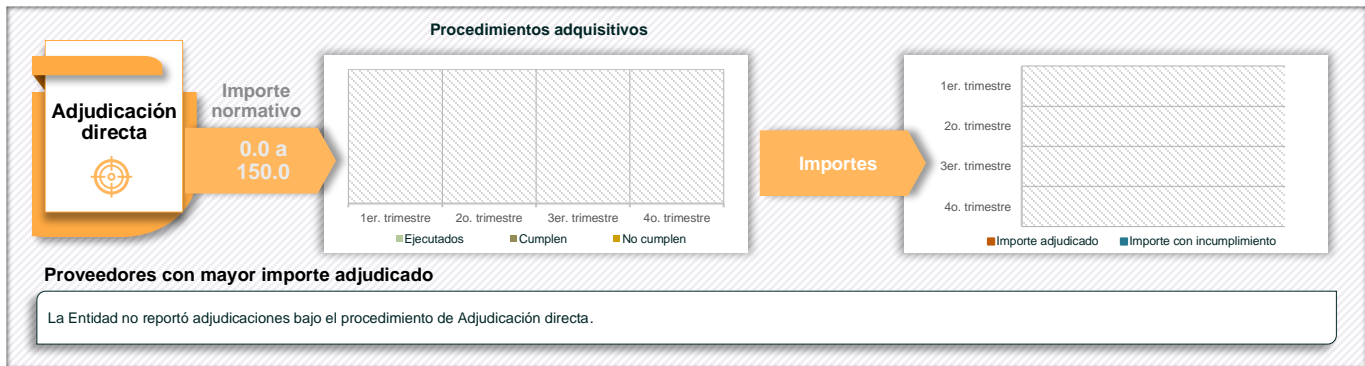 Procedimientos adquisitivos
Adjudicación
directa
Importe
normativo
0.0 a
150.0
1er. trimestre 2o. trimestre 3er. trimestre 4o. trimestre
Ejecutados Cumplen No cumplen
Importes
1er. trimestre
2o. trimestre
3er. trimestre
4o. trimestre
Importe adjudicado Importe con incumplimiento
Proveedores con mayor importe adjudicado
La Entidad no reportó adjudicaciones bajo el procedimiento de Adjudicación directa.